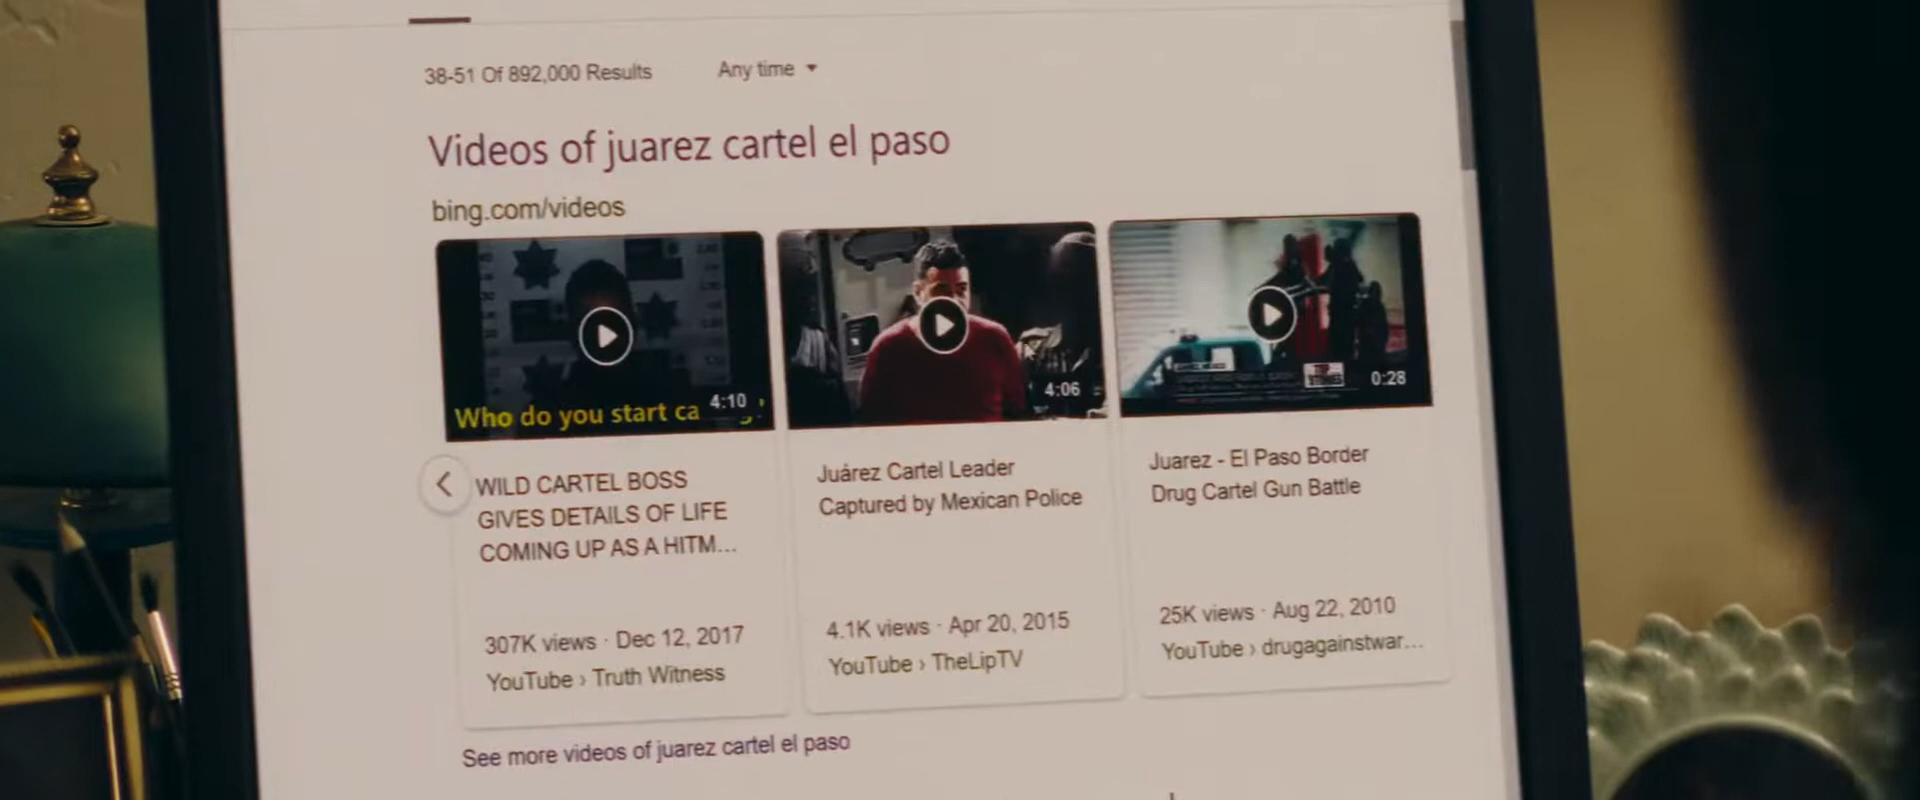 38-51 Of 892,000 Results
Any time
Videos of juarez cartel el paso
bing.com/videos
Who do you start ca
4:10
4:06
TOP
STORIES
0:28
WILD CARTEL BOSS
GIVES DETAILS OF LIFE
COMING UP AS A HITM...
307K views · Dec 12, 2017
YouTube › Truth Witness
Juárez Cartel Leader
Captured by Mexican Police
4.1K views · Apr 20, 2015
YouTube › TheLipTV
Juarez - El Paso Border
Drug Cartel Gun Battle
25K views · Aug 22, 2010
YouTube › drugagainstwar...
See more videos of juarez cartel el paso